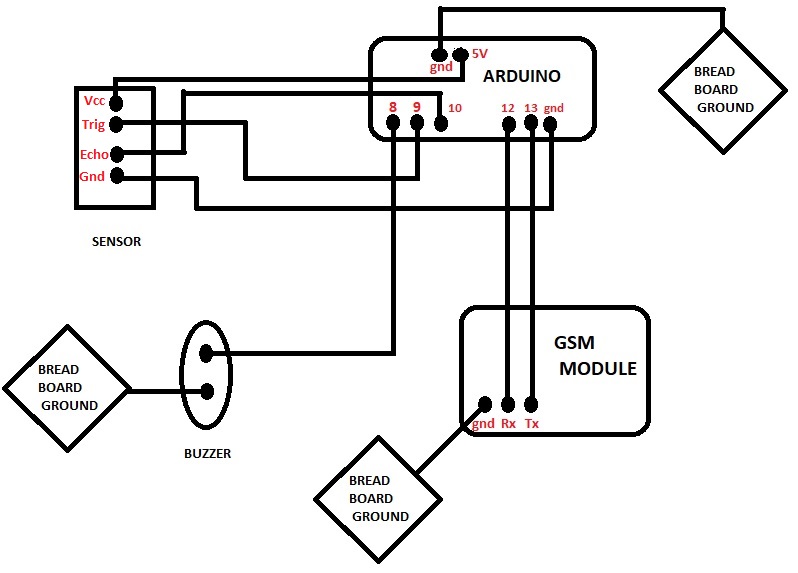 BREAD
BOARD
GROUND
5V
gnd
ARDUINO
8 9 10 12 13 gnd
Vcc
Trig
Echo
Gnd
SENSOR
GSM
MODULE
gnd Rx Tx
BREAD
BOARD
GROUND
BUZZER
BREAD
BOARD
GROUND